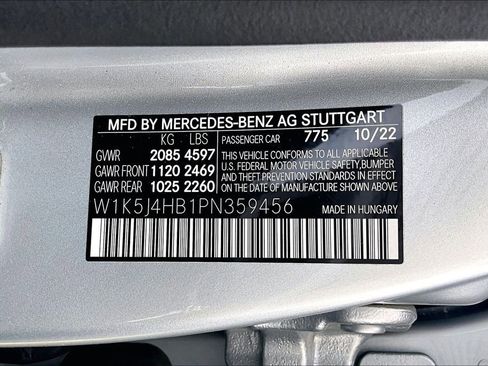 MFD BY MERCEDES-BENZ AG STUTTGART
KG LBS PASSENGER CAR 775 10/22
GWR 2085 4597 THIS VEHICLE CONFORMS TO ALL APPLICABLE
GAWR FRONT 1120 2469 U.S. FEDERAL MOTOR VEHICLE SAFETY, BUMPER
GAWR REAR 1025 2260 AND THEFT PREVENTION STANDARDS IN EFFECT
ON THE DATE OF MANUFACTURE SHOWN ABOVE.
W1K5J4HB1PN359456 MADE IN HUNGARY